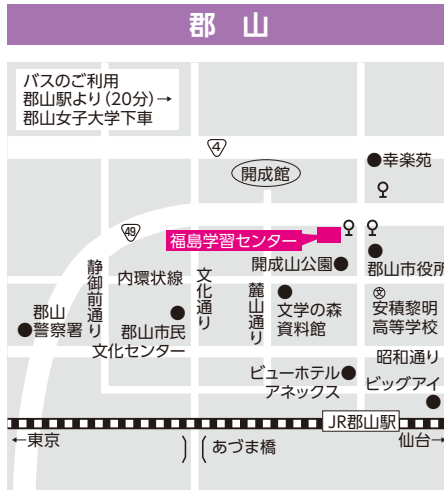 郡 山
バスのご利用
郡山駅より（20分）→
郡山女子大学下車
4
開成館
幸楽苑
49
福島学習センター
静御前通り
内環状線
文化通り
開成山公園
郡山市役所
麓山通り
文学の森
資料館
文
安積黎明
高等学校
郡山
警察署
郡山市民
文化センター
昭和通り
ビューホテル
アネックス
ビッグアイ
JR郡山駅
←東京
あづま橋
仙台→